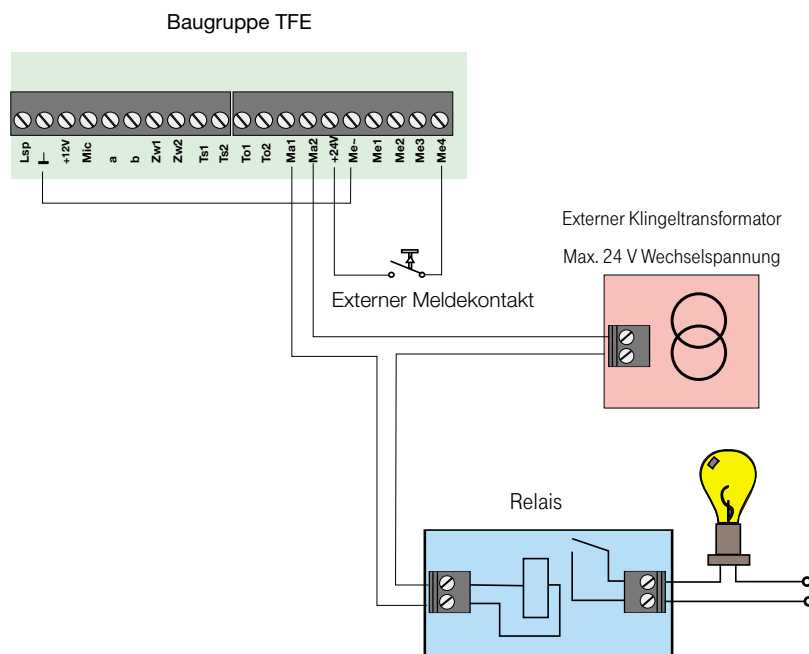 Baugruppe TFE
Lsp
+12V
Mic
a
b
Zw1
Zw2
Ts1
Ts2
To1
To2
Ma1
Ma2
+24V
Me~
Me1
Me2
Me3
Me4
Externer Klingeltransformator
Max. 24 V Wechselspannung
Externer Meldekontakt
Relais